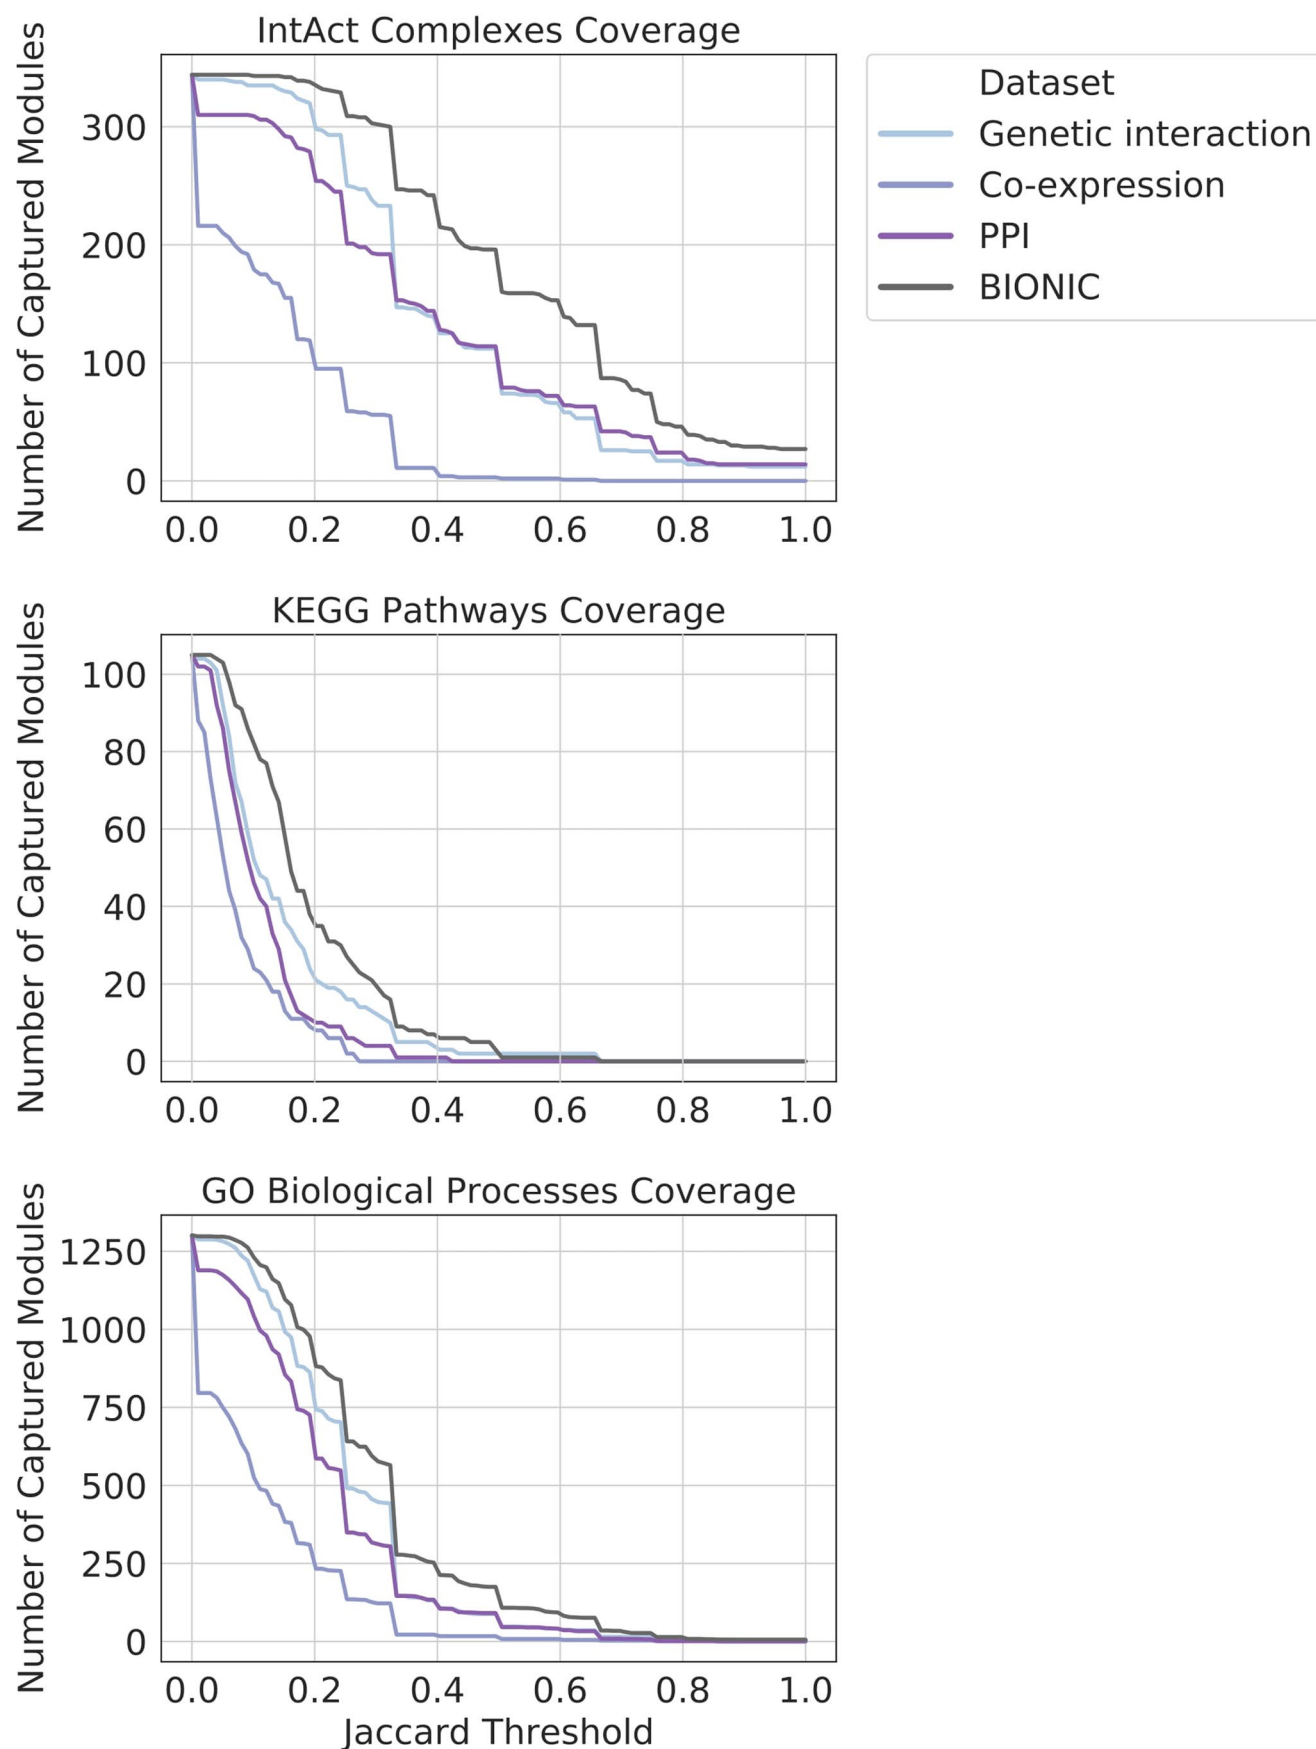 IntAct Complexes Coverage
Number of Captured Modules
300
200
100
0
0.0 0.2 0.4 0.6 0.8 1.0
Dataset
Genetic interaction
Co-expression
PPI
BIONIC
KEGG Pathways Coverage
Number of Captured Modules
100
80
60
40
20
0
0.0 0.2 0.4 0.6 0.8 1.0
GO Biological Processes Coverage
Number of Captured Modules
1250
1000
750
500
250
0
0.0 0.2 0.4 0.6 0.8 1.0
Jaccard Threshold